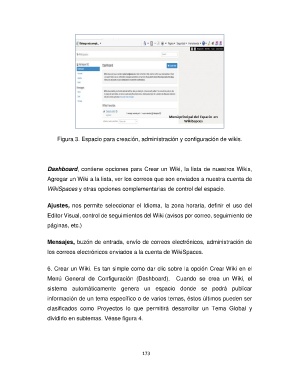 Dashboard
Menú principal del Espacio en
WikiSpaces
Figura 3. Espacio para creación, administración y configuración de wikis.
Dashboard, contiene opciones para Crear un Wiki, la lista de nuestros Wikis,
Agregar un Wiki a la lista, ver los correos que son enviados a nuestra cuenta de
WikiSpaces y otras opciones complementarias de control del espacio.
Ajustes, nos permite seleccionar el Idioma, la zona horaria, definir el uso del
Editor Visual, control de seguimientos del Wiki (avisos por correo, seguimiento de
páginas, etc.)
Mensajes, buzón de entrada, envío de correos electrónicos, administración de
los correos electrónicos enviados a la cuenta de WikiSpaces.
6. Crear un Wiki. Es tan simple como dar clic sobre la opción Crear Wiki en el
Menú General de Configuración (Dashboard). Cuando se crea un Wiki, el
sistema automáticamente genera un espacio donde se podrá publicar
información de un tema específico o de varios temas, éstos últimos pueden ser
clasificados como Proyectos lo que permitirá desarrollar un Tema Global y
dividirlo en subtemas. Véase figura 4.
173